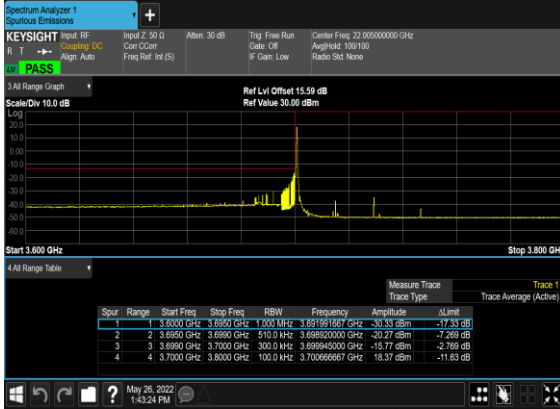 Spectrum Analyzer 1
Spurious Emissions
+
KEYSIGHT Input: RF Input Z: 50 Ω Atten: 30 dB Trig: Free Run Center Freq: 22.005000000 GHz
R T Coupling: DC Corr CCorr Gate: Off Avg|Hold: 100/100
Align: Auto Freq Ref: Int (S) IF Gain: Low Radio Std: None
PASS
3 All Range Graph
Ref Lvl Offset 15.59 dB
Scale/Div 10.0 dB Ref Value 30.00 dBm
Log
20.0
10.0
0.00
-10.0
-20.0
-30.0
-40.0
-50.0
-60.0
Start 3.600 GHz Stop 3.800 GH
4 All Range Table
Measure Trace Trace 1
Trace Type Trace Average (Active)
Spur Range Start Freq Stop Freq RBW Frequency Amplitude ΔLimit
1 1 3.6000 GHz 3.6950 GHz 1.000 MHz 3.691991667 GHz -30.33 dBm -17.33 dB
2 2 3.6950 GHz 3.6990 GHz 510.0 kHz 3.698920000 GHz -20.27 dBm -7.269 dB
3 3 3.6990 GHz 3.7000 GHz 300.0 kHz 3.699945000 GHz -15.77 dBm -2.769 dB
4 4 3.7000 GHz 3.8000 GHz 100.0 kHz 3.700666667 GHz 18.37 dBm -11.63 dB
?
May 26, 2022
1:43:24 PM